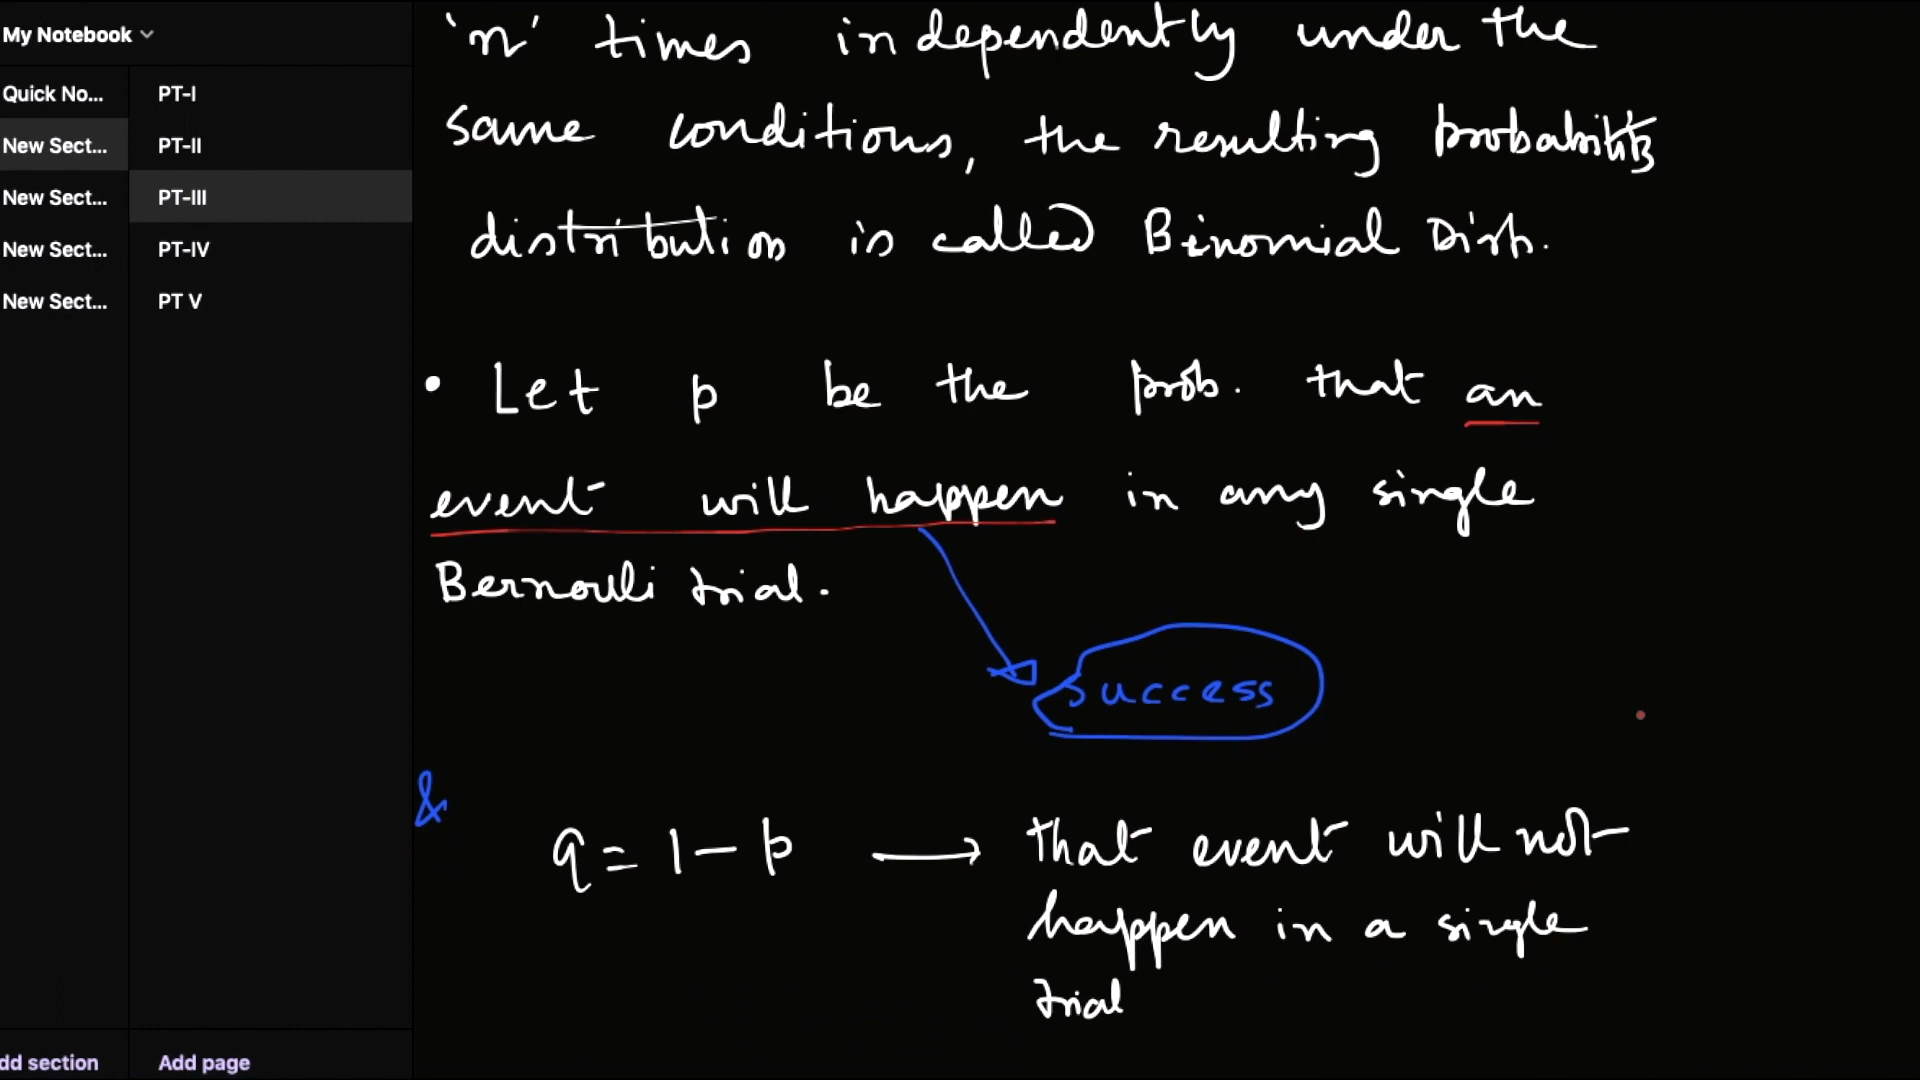 My Notebook
Quick No...
New Sect...
New Sect...
New Sect...
New Sect...
PT-I
PT-II
PT-III
PT-IV
PT V
dd section
Add page
'n' times independently under the
same conditions, the resulting probability
distribution is called Binomial Distn.
• Let p be the prob. that an
event will happen in any single
Bernouli trial.
Success
&
q = 1 - p → that event will not
happen in a single
trial